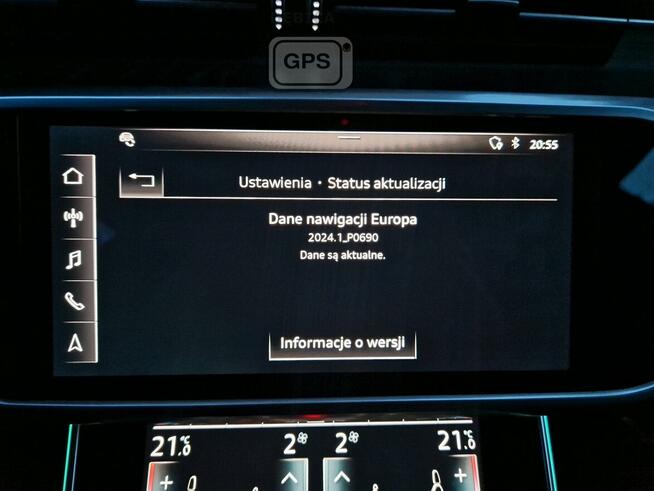 GPS
20:55
Ustawienia • Status aktualizacji
Dane nawigacji Europa
2024.1_P0690
Dane są aktualne.
Informacje o wersji
21.0 °C 2 2 21.0 °C